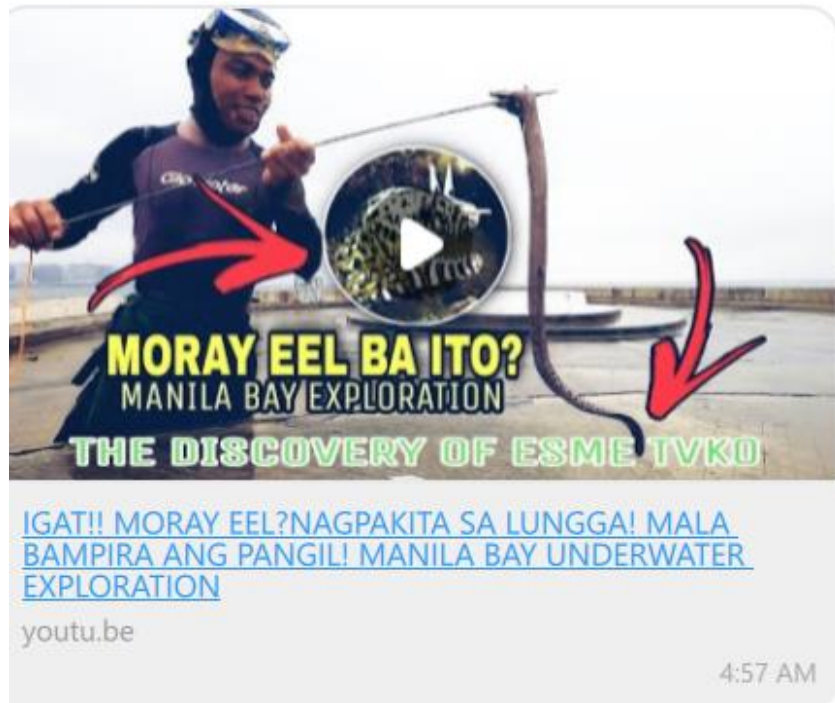 MORAY EEL BA ITO?
MANILA BAY EXPLORATION
THE DISCOVERY OF ESME TVKO
IGAT!! MORAY EEL?NAGPAKITA SA LUNGGA! MALA
BAMPIRA ANG PANGIL! MANILA BAY UNDERWATER
EXPLORATION
youtu.be
4:57 AM